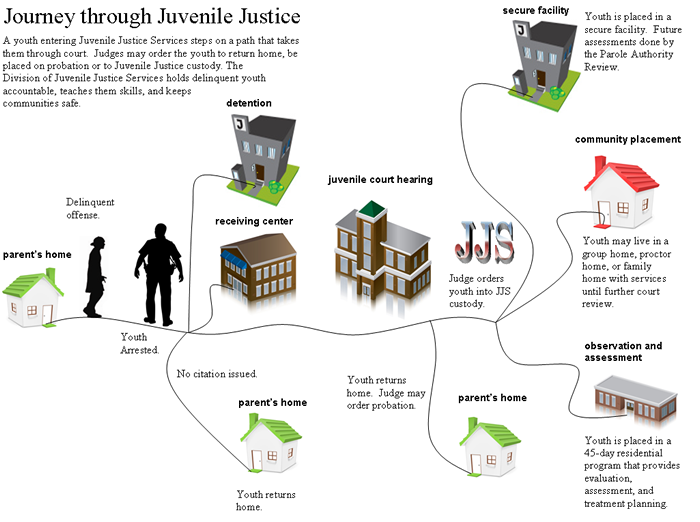 Journey through Juvenile Justice
A youth entering Juvenile Justice Services steps on a path that takes
them through court. Judges may order the youth to return home, be
placed on probation or to Juvenile Justice custody. The
Division of Juvenile Justice Services holds delinquent youth
accountable, teaches them skills, and keeps
communities safe.
secure facility
J
Youth is placed in a
secure facility. Future
assessments done by
the Parole Authority
Review.
detention
J
community placement
Youth may live in a
group home, proctor
home, or family
home with services
until further court
review.
juvenile court hearing
JJS
Judge orders
youth into JJS
custody.
receiving center
Delinquent
offense.
parent's home
Youth
Arrested.
No citation issued.
parent's home
Youth returns
home.
Youth returns
home. Judge may
order probation.
parent's home
observation and
assessment
Youth is placed in a
45-day residential
program that provides
evaluation,
assessment, and
treatment planning.